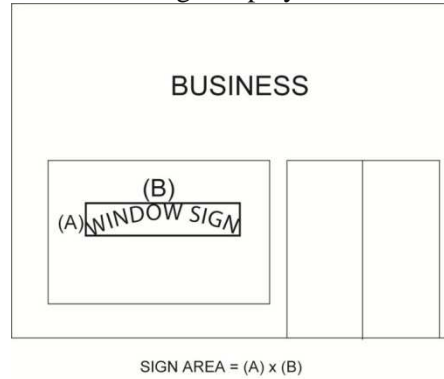 BUSINESS
(B)
(A) WINDOW SIGN
SIGN AREA = (A) x (B)